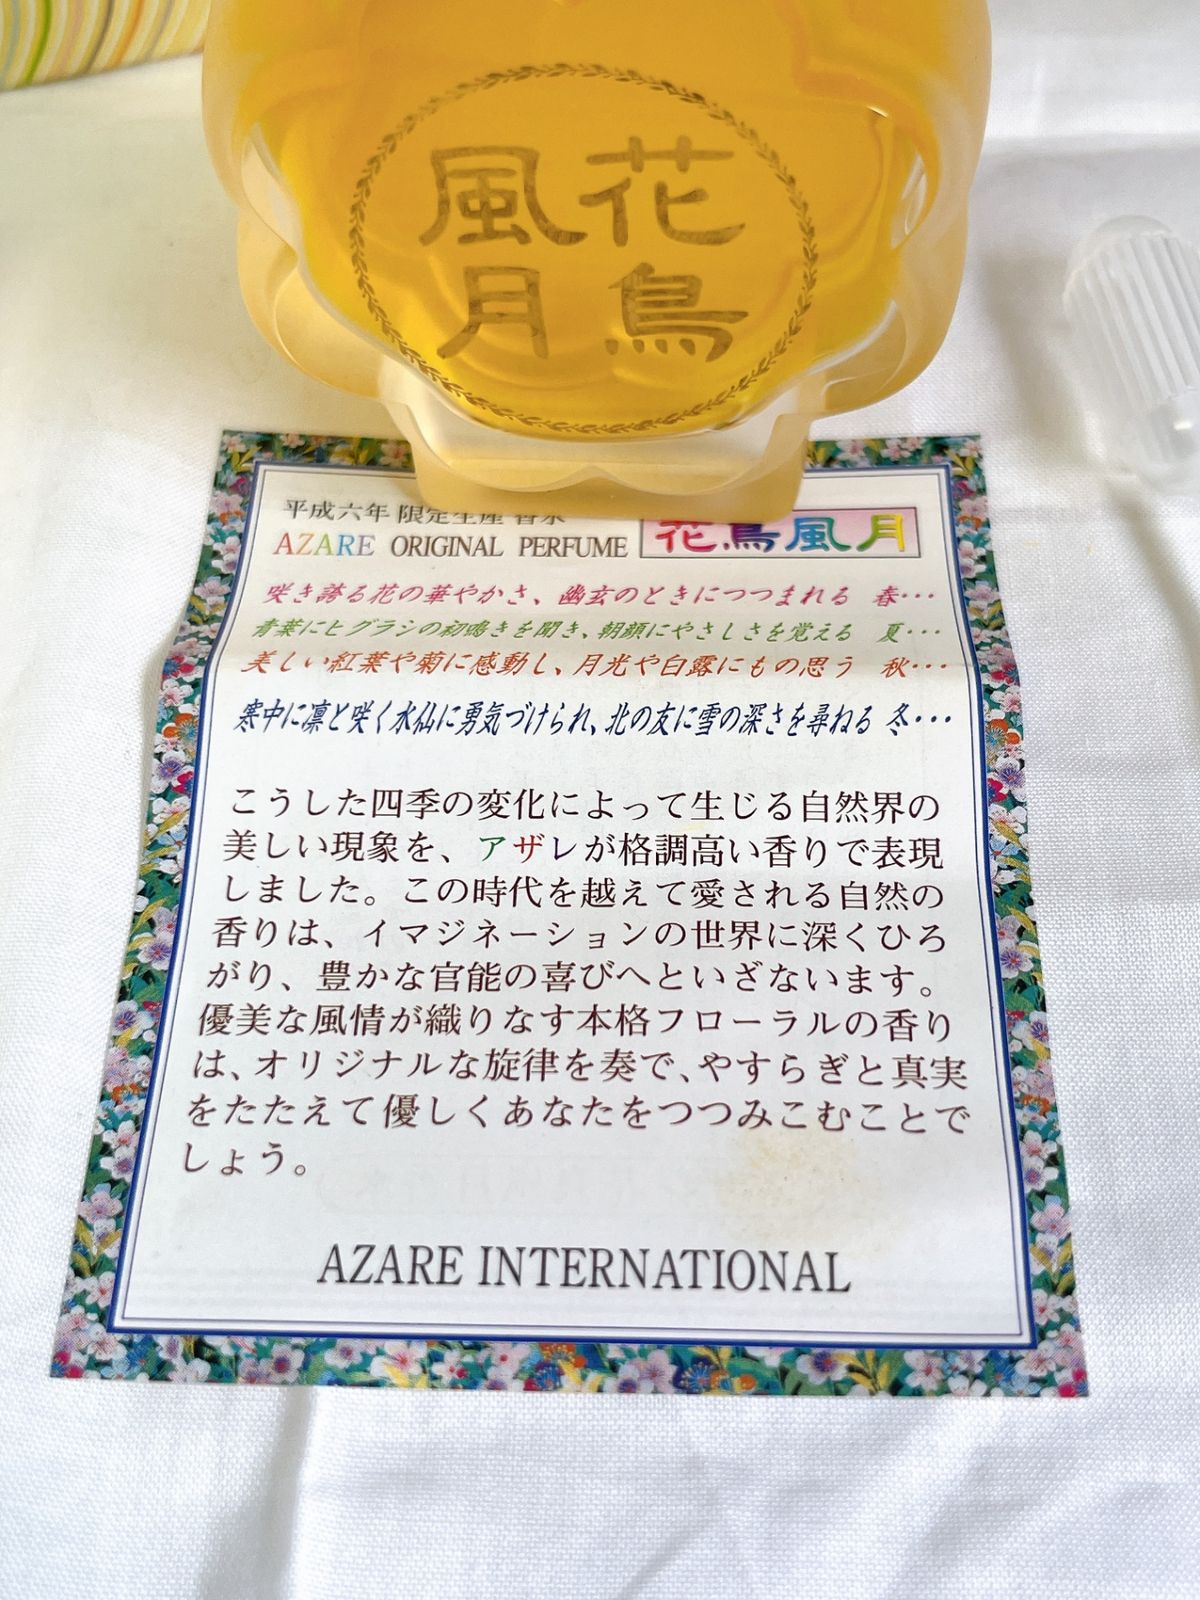 花鳥
風月
平成六年 限定生産 香水
AZARE ORIGINAL PERFUME 花鳥風月
咲き誇る花の華やかさ、幽玄のときにつつまれる 春・・・
青葉にヒグラシの初鳴きを聞き、朝顔にやさしさを覚える 夏・・・
美しい紅葉や菊に感動し、月光や白露にもの思う 秋・・・
寒中に凛と咲く水仙に勇気づけられ、北の友に雪の深さを尋ねる 冬・・・
こうした四季の変化によって生じる自然界の
美しい現象を、アザレが格調高い香りで表現
しました。この時代を越えて愛される自然の
香りは、イマジネーションの世界に深くひろ
がり、豊かな官能の喜びへといざないます。
優美な風情が織りなす本格フローラルの香り
は、オリジナルな旋律を奏で、やすらぎと真実
をたたえて優しくあなたをつつみこむことで
しょう。
AZARE INTERNATIONAL